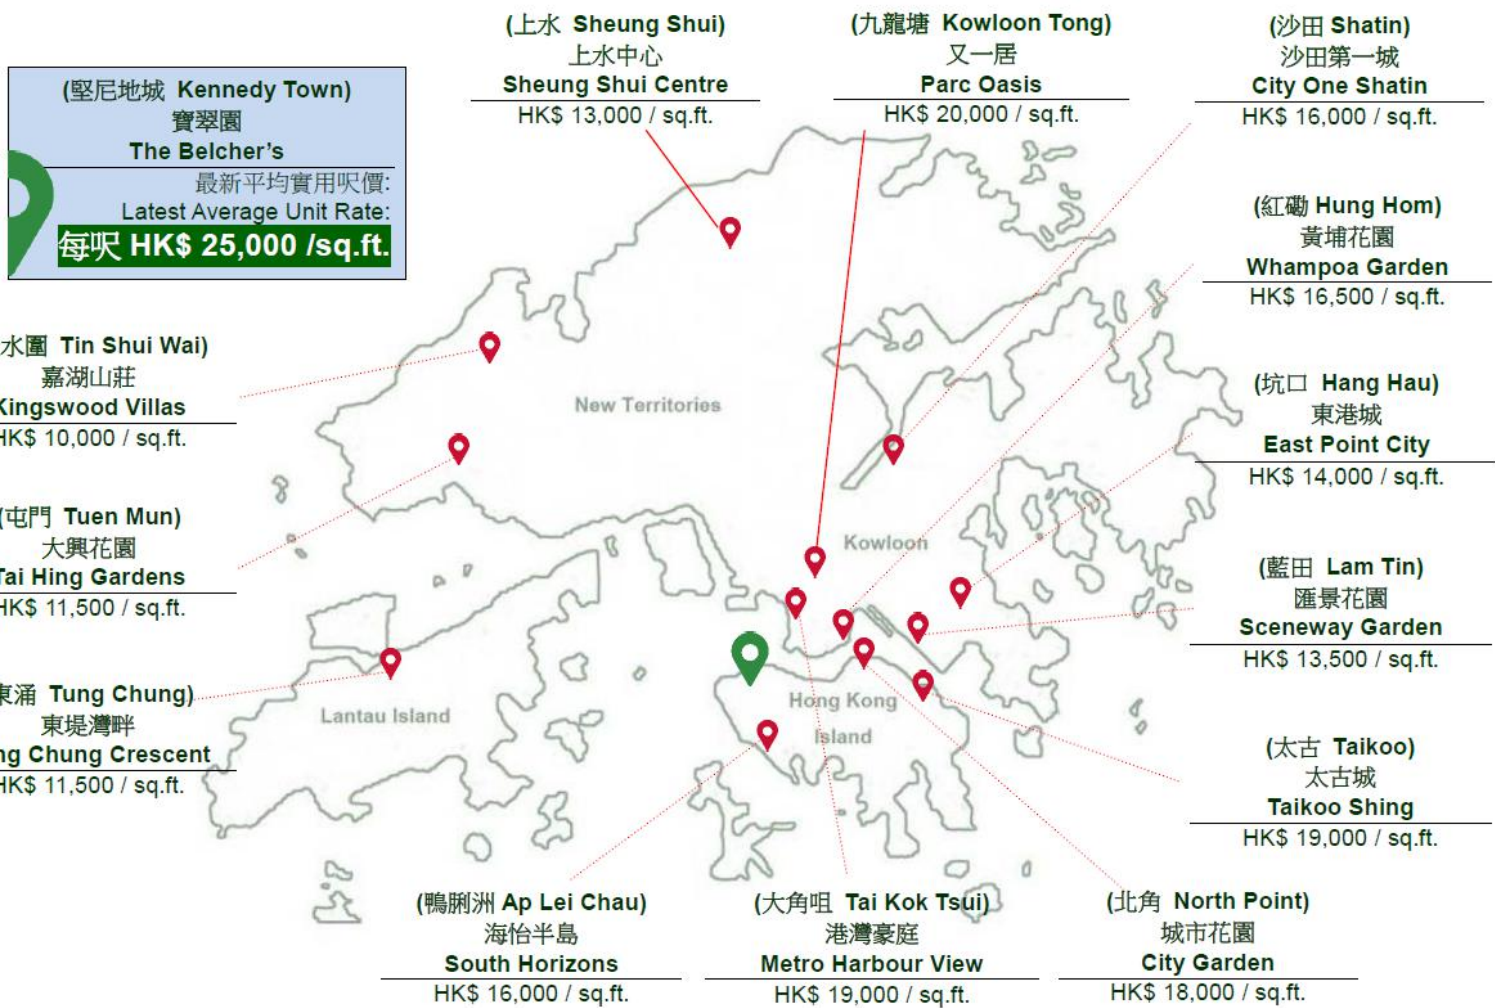 (上水 Sheung Shui)
上水中心
Sheung Shui Centre
HK$ 13,000 / sq.ft.
(九龍塘 Kowloon Tong)
又一居
Parc Oasis
HK$ 20,000 / sq.ft.
(沙田 Shatin)
沙田第一城
City One Shatin
HK$ 16,000 / sq.ft.
(堅尼地城 Kennedy Town)
寶翠園
The Belcher's
最新平均實用呎價:
Latest Average Unit Rate:
每呎 HK$ 25,000 /sq.ft.
(紅磡 Hung Hom)
黃埔花園
Whampoa Garden
HK$ 16,500 / sq.ft.
水圍 Tin Shui Wai)
嘉湖山莊
Kingswood Villas
HK$ 10,000 / sq.ft.
New Territories
(坑口 Hang Hau)
東港城
East Point City
HK$ 14,000 / sq.ft.
(屯門 Tuen Mun)
大興花園
Tai Hing Gardens
HK$ 11,500 / sq.ft.
Kowloon
(藍田 Lam Tin)
匯景花園
Sceneway Garden
HK$ 13,500 / sq.ft.
東涌 Tung Chung)
東堤灣畔
ng Chung Crescent
HK$ 11,500 / sq.ft.
Lantau Island
Hong Kong
Island
(太古 Taikoo)
太古城
Taikoo Shing
HK$ 19,000 / sq.ft.
(鴨脷洲 Ap Lei Chau)
海怡半島
South Horizons
HK$ 16,000 / sq.ft.
(大角咀 Tai Kok Tsui)
港灣豪庭
Metro Harbour View
HK$ 19,000 / sq.ft.
(北角 North Point)
城市花園
City Garden
HK$ 18,000 / sq.ft.